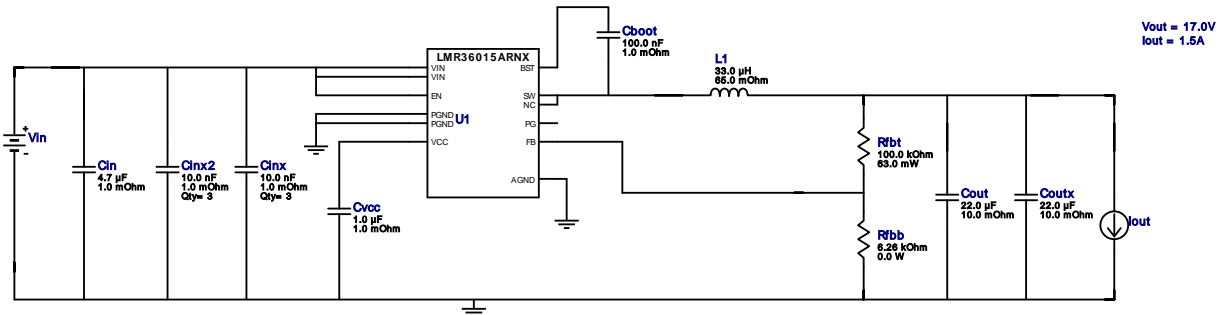 Vout = 17.0V
Iout = 1.5A
Cboot
100.0 nF
1.0 mOhm
LMR36015ARNX
VIN
VIN
EN
PGND
PGND
VCC
U1
BST
SW
NC
PG
FB
AGND
L1
33.0 µH
65.0 mOhm
Vin
+
-
Cin
4.7 µF
1.0 mOhm
Cinx2
10.0 nF
1.0 mOhm
Qty= 3
Cinx
10.0 nF
1.0 mOhm
Qty= 3
Cvcc
1.0 µF
1.0 mOhm
Rfbt
100.0 kOhm
63.0 mW
Rfbb
6.26 kOhm
0.0 W
Cout
22.0 µF
10.0 mOhm
Coutx
22.0 µF
10.0 mOhm
Iout